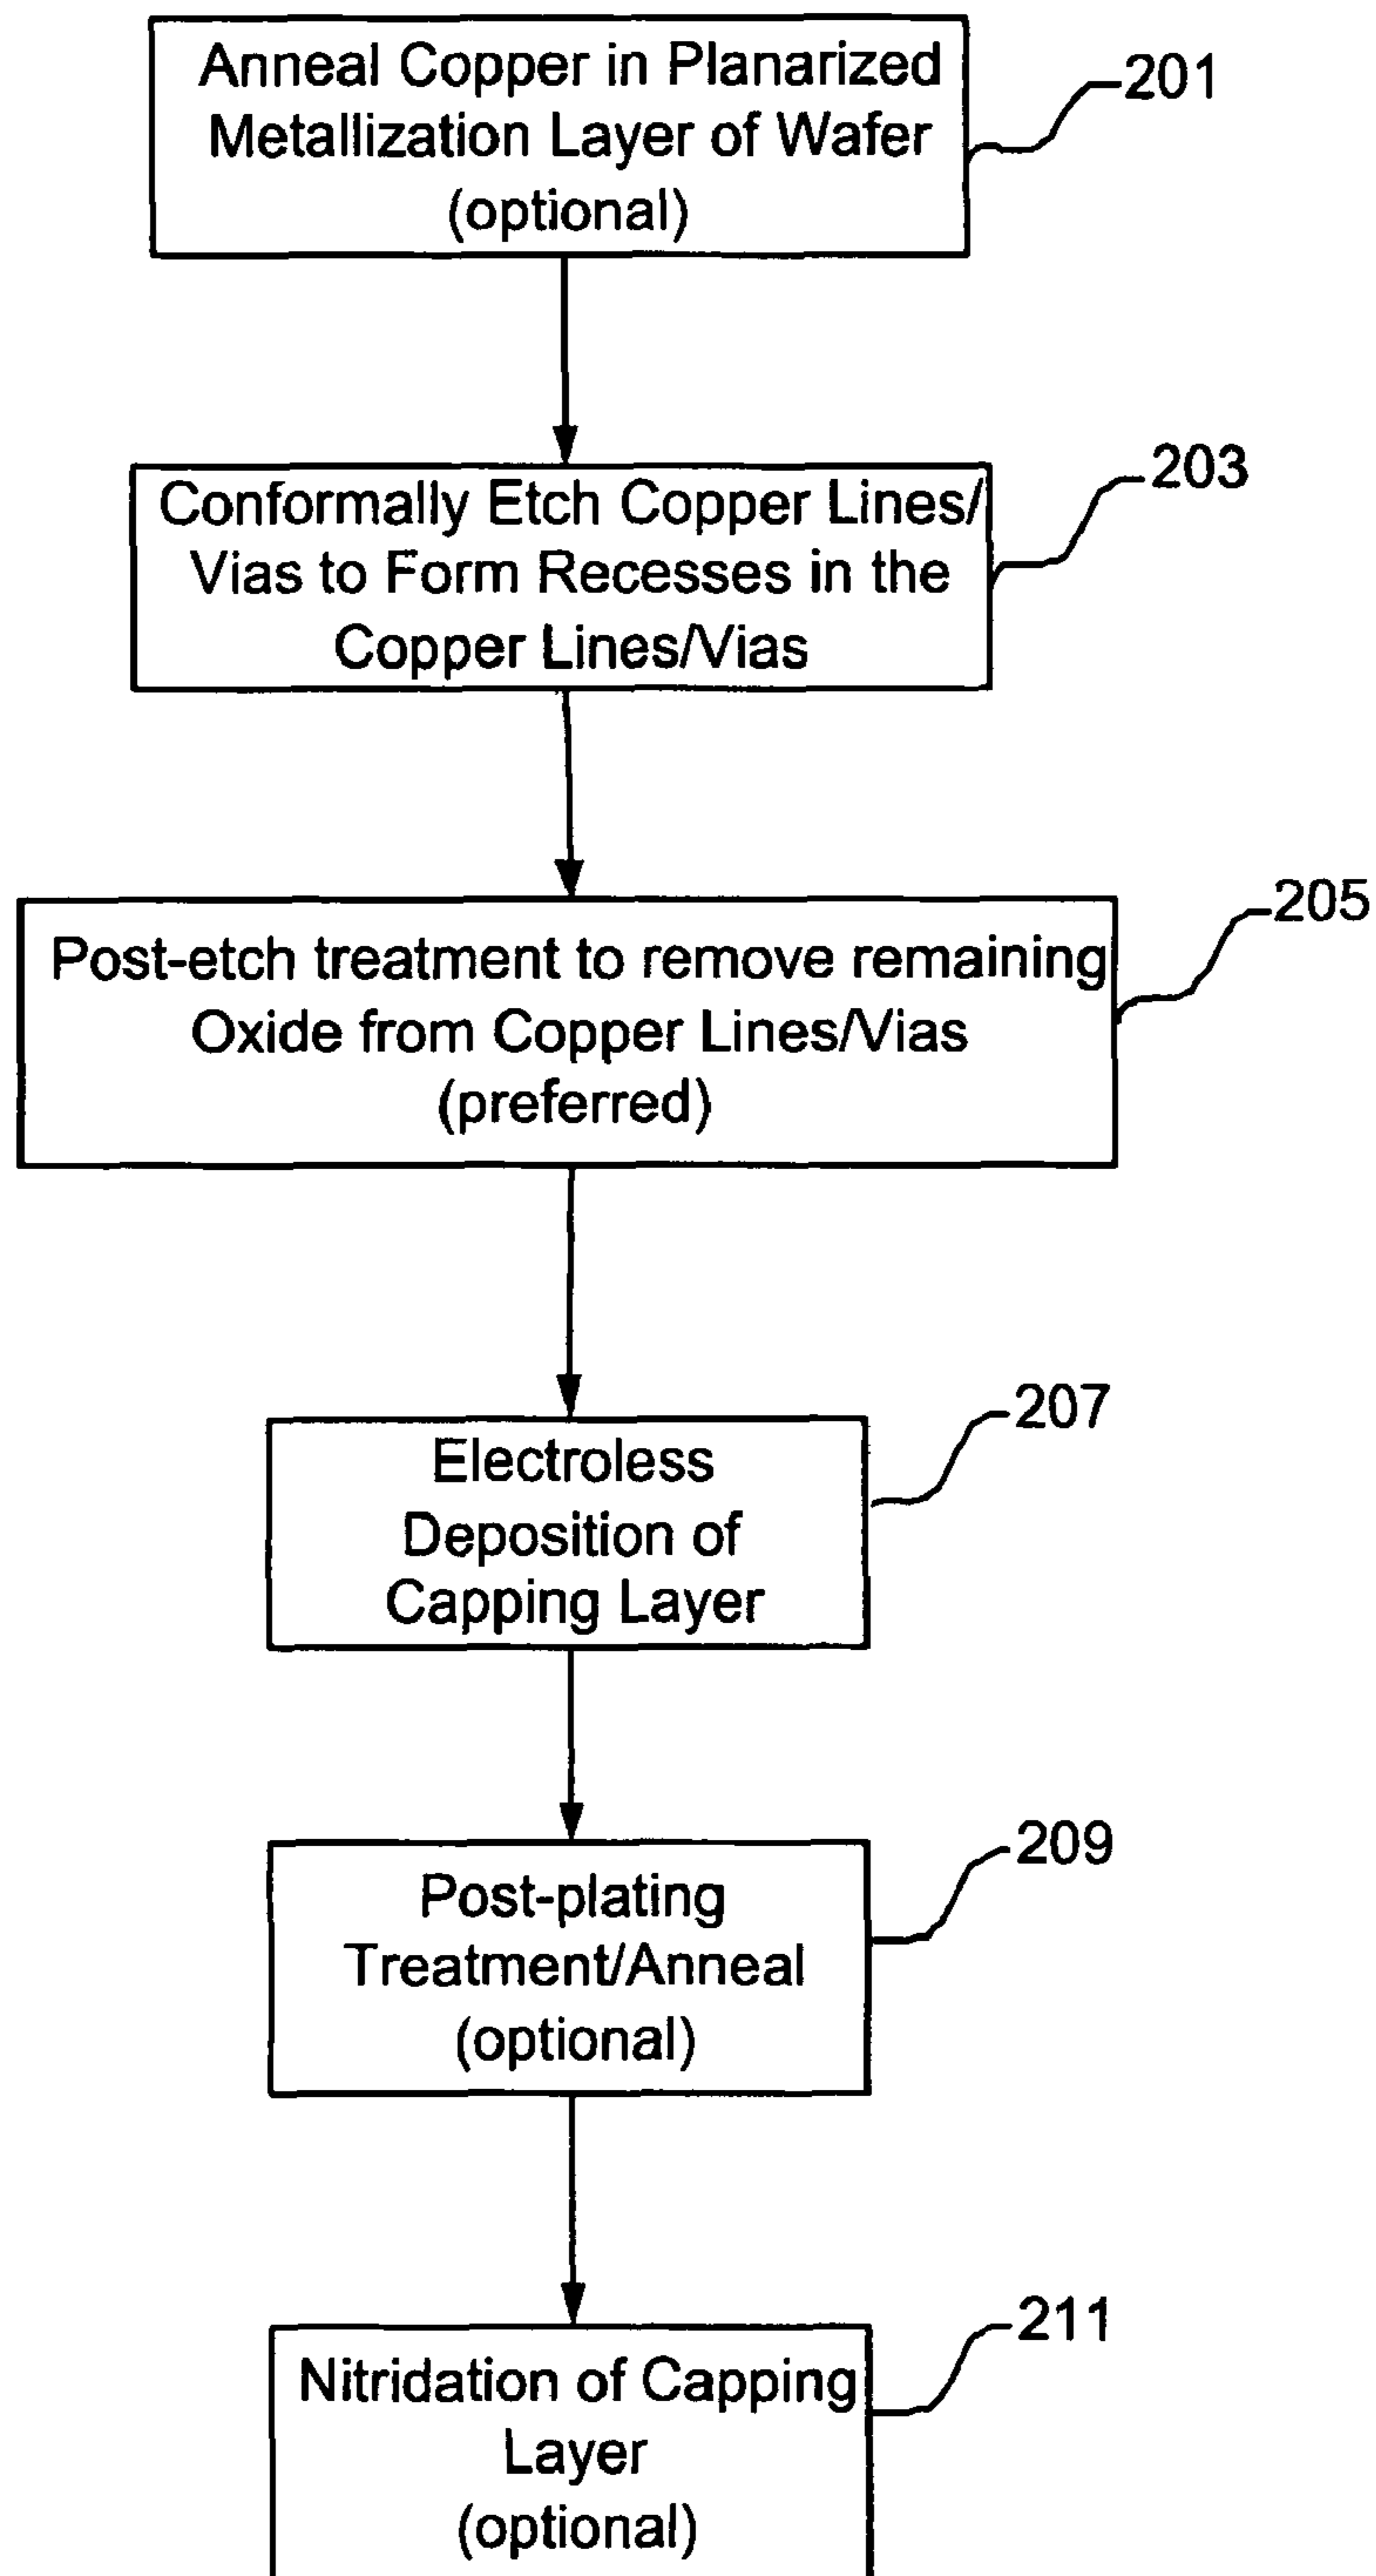 Anneal Copper in Planarized
Metallization Layer of Wafer
(optional)
201
Conformally Etch Copper Lines/
Vias to Form Recesses in the
Copper Lines/Vias
203
Post-etch treatment to remove remaining
Oxide from Copper Lines/Vias
(preferred)
205
Electroless
Deposition of
Capping Layer
207
Post-plating
Treatment/Anneal
(optional)
209
Nitridation of Capping
Layer
(optional)
211